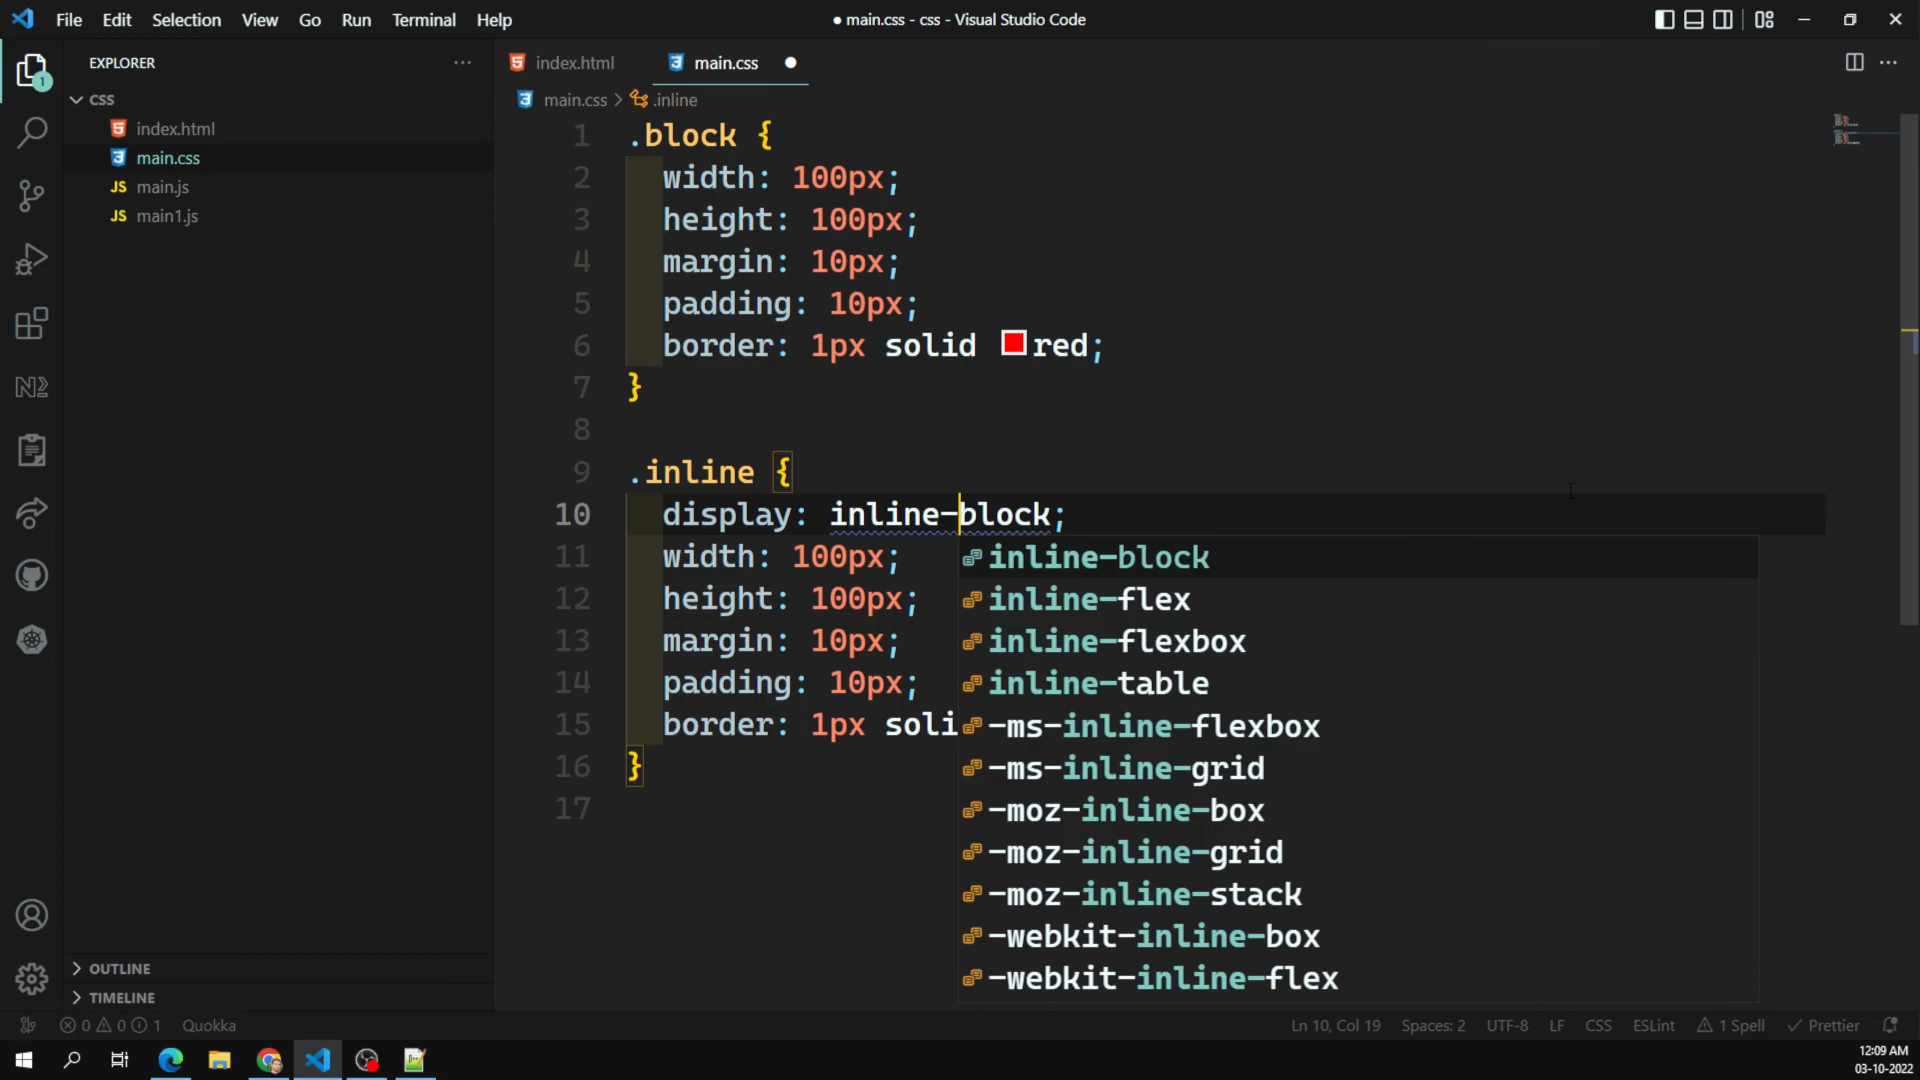 File Edit Selection View Go Run Terminal Help
● main.css - css - Visual Studio Code
EXPLORER
CSS
index.html
main.css
JS main.js
JS main1.js
OUTLINE
TIMELINE
index.html
main.css
main.css > .inline
1 .block {
2 width: 100px;
3 height: 100px;
4 margin: 10px;
5 padding: 10px;
6 border: 1px solid red;
7 }
8
9 .inline {
10 display: inline-block;
11 width: 100px;
12 height: 100px;
13 margin: 10px;
14 padding: 10px;
15 border: 1px soli
16 }
17
inline-block
inline-flex
inline-flexbox
inline-table
-ms-inline-flexbox
-ms-inline-grid
-moz-inline-box
-moz-inline-grid
-moz-inline-stack
-webkit-inline-box
-webkit-inline-flex
0 0 1 Quokka
Ln 10, Col 19 Spaces: 2 UTF-8 LF CSS ESLint 1 Spell Prettier
12:09 AM
03-10-2022